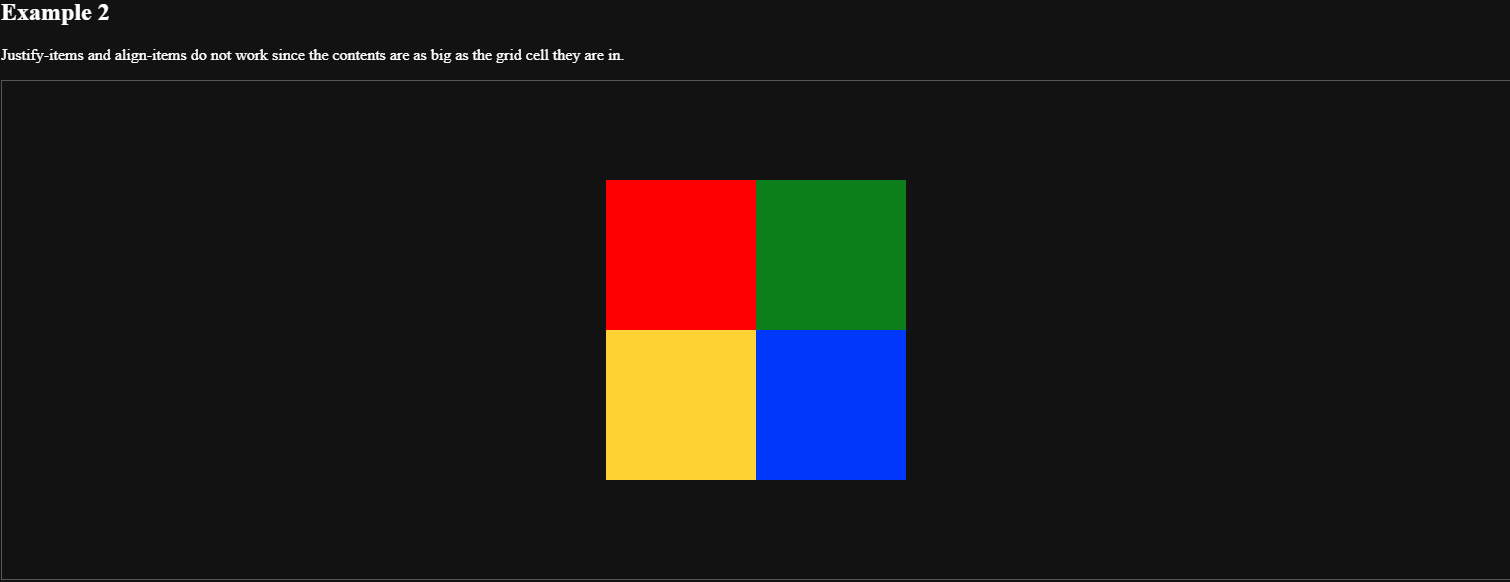 Example 2
Justify-items and align-items do not work since the contents are as big as the grid cell they are in.